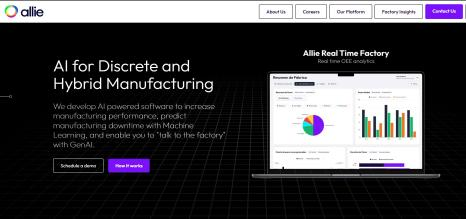 allie
About Us
Careers
Our Platform
Factory Insights
Contact Us
AI for Discrete and
Hybrid Manufacturing
We develop AI powered software to increase
manufacturing performance, predict
manufacturing downtime with Machine
Learning, and enable you to "talk to the factory"
with GenAI.
Schedule a demo
How it works
Allie Real Time Factory
Real time OEE analytics
Resumen de Fábrica